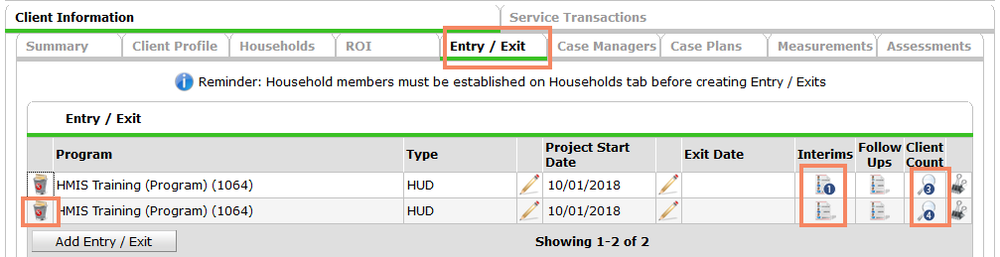 Client Information Service Transactions
Summary Client Profile Households ROI Entry / Exit Case Managers Case Plans Measurements Assessments
Reminder: Household members must be established on Households tab before creating Entry / Exits
Entry / Exit
Program Type Project Start Date Exit Date Interims Follow Ups Client Count
HMIS Training (Program) (1064) HUD 10/01/2018 1 3
HMIS Training (Program) (1064) HUD 10/01/2018 4
Add Entry / Exit Showing 1-2 of 2